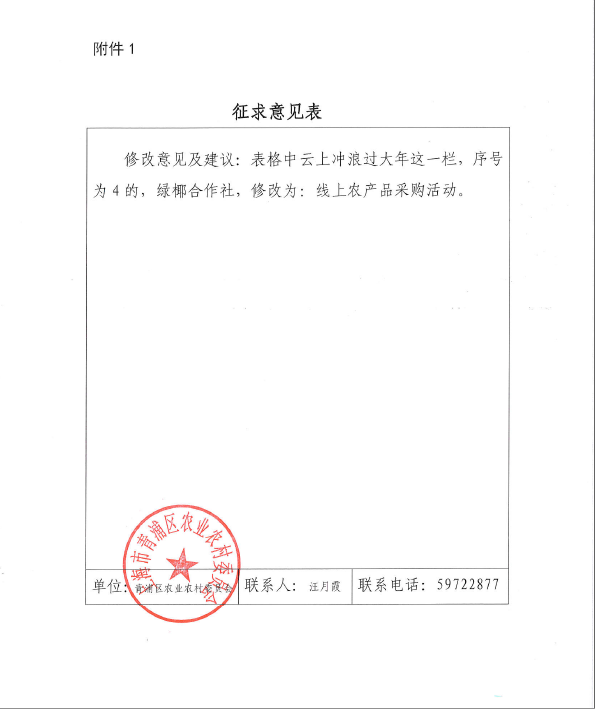 附件 1
征求意见表
修改意见及建议：表格中云上冲浪过大年这一栏，序号
为 4 的，绿椰合作社，修改为：线上农产品采购活动。
上海市青浦区农业农村委员会
单位：青浦区农业农村委员会 联系人：汪月霞 联系电话：59722877